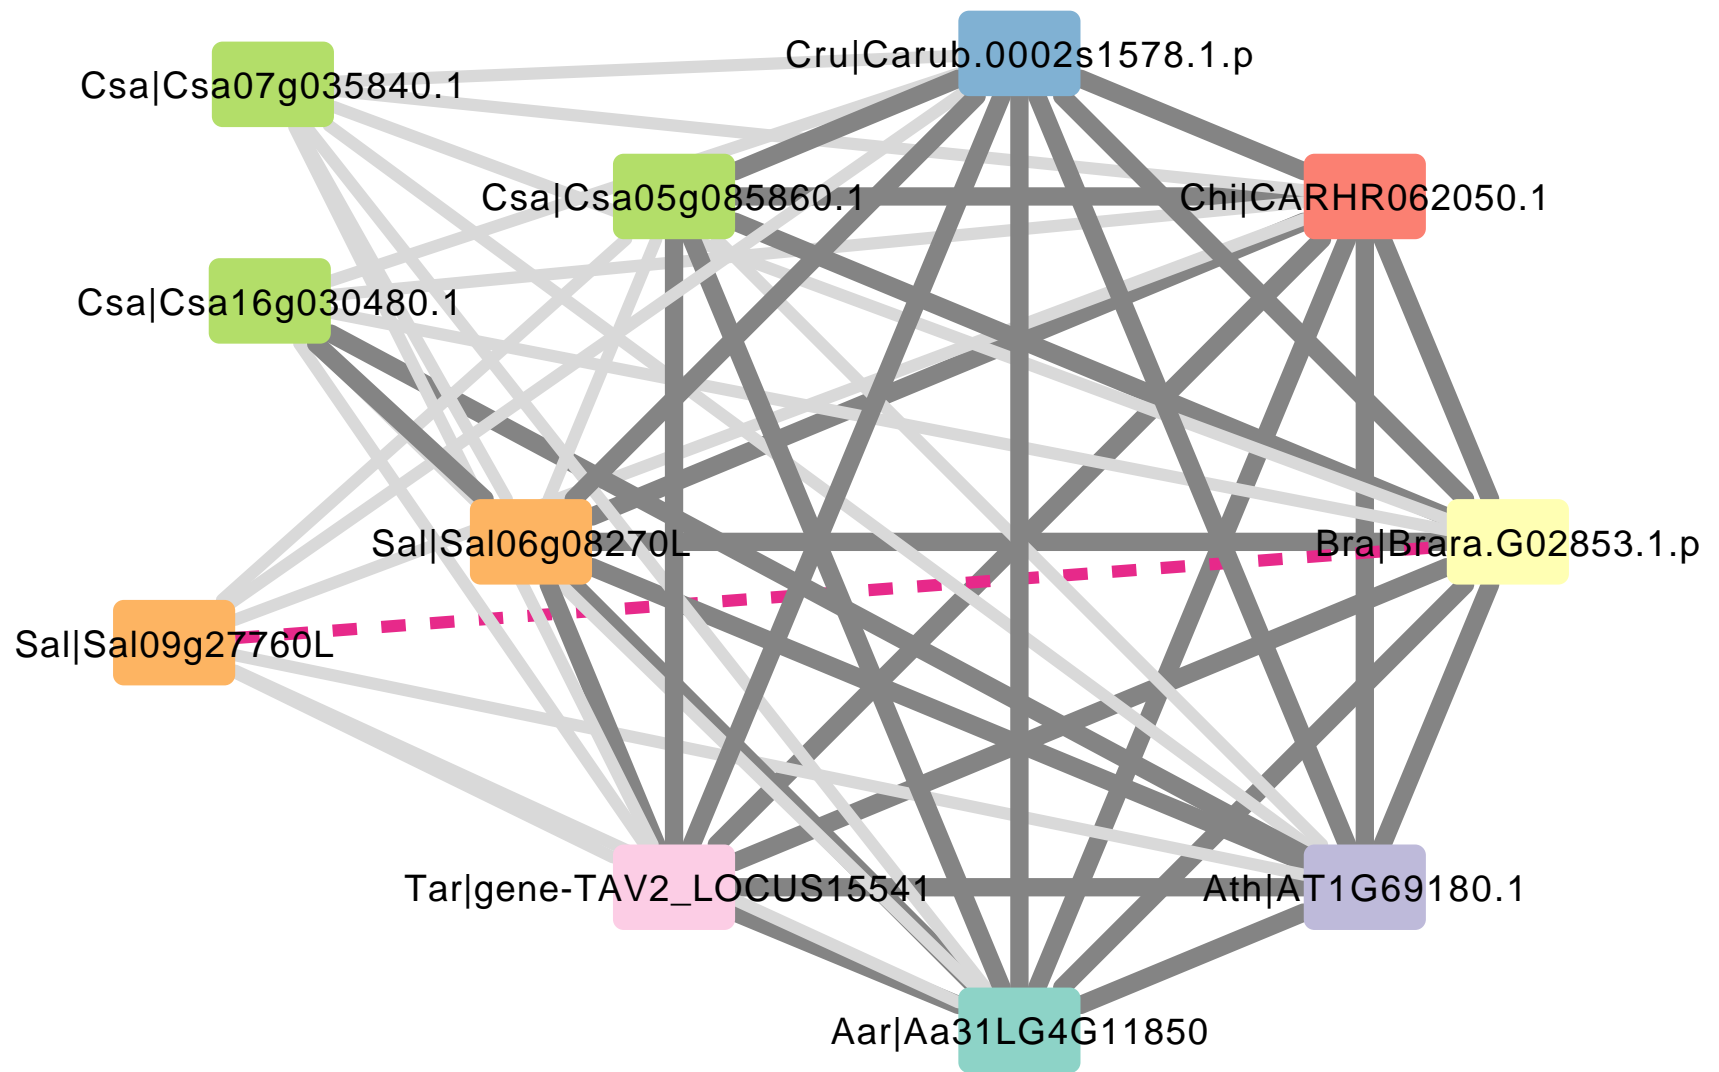 Cru|Carub.0002s1578.1.p
Csa|Csa07g035840.1
Csa|Csa05g085860.1
Chi|CARHR062050.1
Csa|Csa16g030480.1
Sal|Sal06g08270L
Bra|Brara.G02853.1.p
Sal|Sal09g27760L
Tar|gene-TAV2_LOCUS15541
Ath|AT1G69180.1
Aar|Aa31LG4G11850